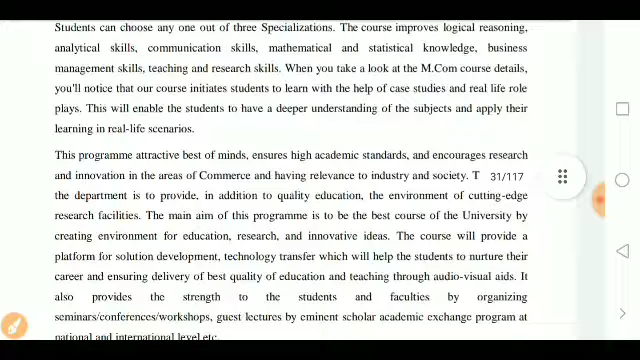 Students can choose any one out of three Specializations. The course improves logical reasoning,
analytical skills, communication skills, mathematical and statistical knowledge, business
management skills, teaching and research skills. When you take a look at the M.Com course details,
you'll notice that our course initiates students to learn with the help of case studies and real life role
plays. This will enable the students to have a deeper understanding of the subjects and apply their
learning in real-life scenarios.
This programme attractive best of minds, ensures high academic standards, and encourages research
and innovation in the areas of Commerce and having relevance to industry and society. T 31/117
the department is to provide, in addition to quality education, the environment of cutting-edge
research facilities. The main aim of this programme is to be the best course of the University by
creating environment for education, research, and innovative ideas. The course will provide a
platform for solution development, technology transfer which will help the students to nurture their
career and ensuring delivery of best quality of education and teaching through audio-visual aids. It
also provides the strength to the students and faculties by organizing
seminars/conferences/workshops, guest lectures by eminent scholar academic exchange program at
national and international level etc.